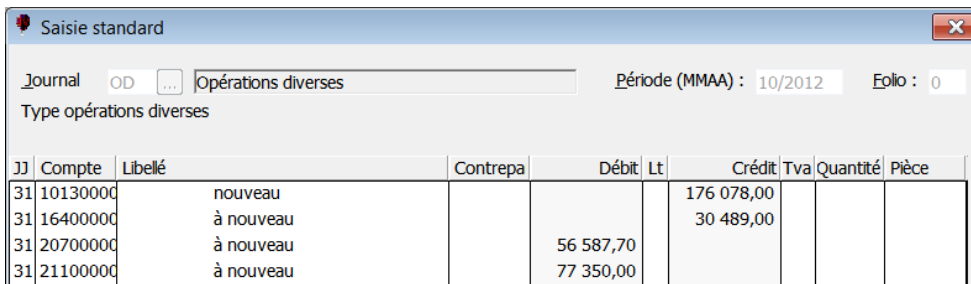 Saisie standard
Journal OD ... Opérations diverses Période (MMAA) : 10/2012 Folio : 0
Type opérations diverses
JJ Compte Libellé Contrepa Débit Lt Crédit Tva Quantité Pièce
31 10130000 nouveau 176 078,00
31 16400000 à nouveau 30 489,00
31 20700000 à nouveau 56 587,70
31 21100000 à nouveau 77 350,00